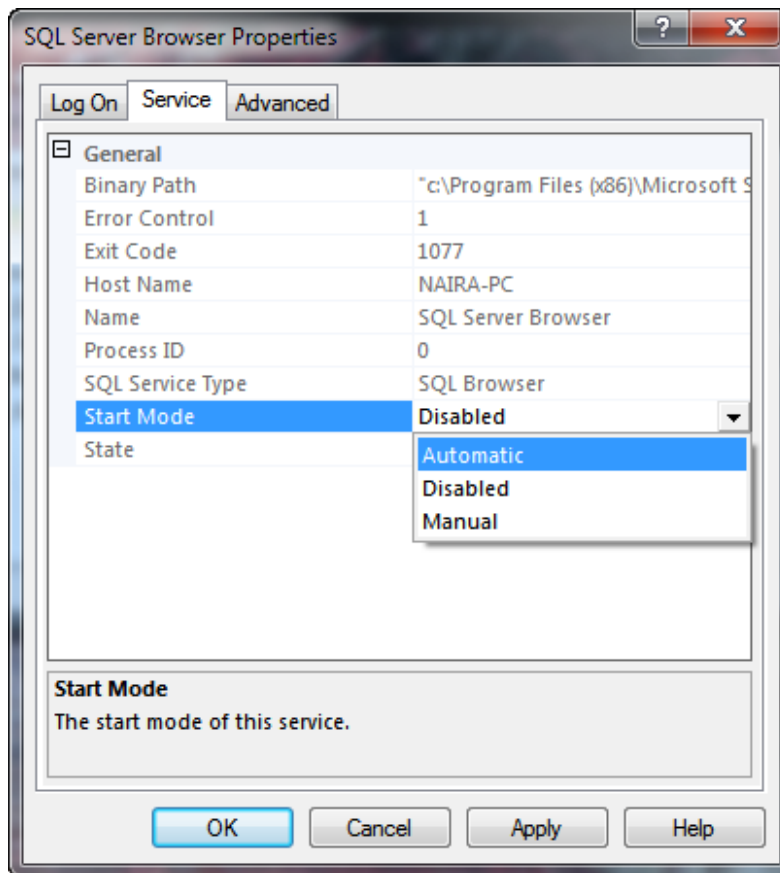 SQL Server Browser Properties
?
X
Log On Service Advanced
General
Binary Path "c:\Program Files (x86)\Microsoft S
Error Control 1
Exit Code 1077
Host Name NAIRA-PC
Name SQL Server Browser
Process ID 0
SQL Service Type SQL Browser
Start Mode Disabled
State
Automatic
Disabled
Manual
Start Mode
The start mode of this service.
OK Cancel Apply Help